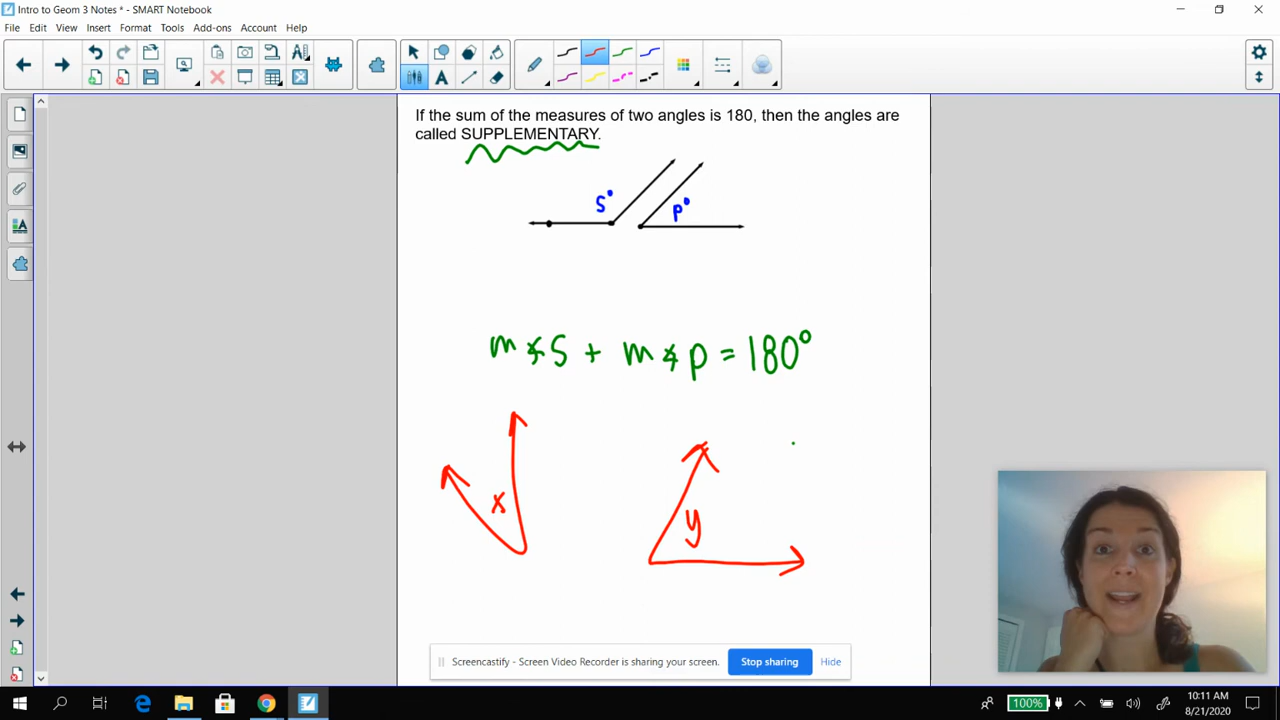 Intro to Geom 3 Notes * - SMART Notebook
File Edit View Insert Format Tools Add-ons Account Help
If the sum of the measures of two angles is 180, then the angles are
called SUPPLEMENTARY.
S° p°
m∡S + m∡p = 180°
x y
Screencastify - Screen Video Recorder is sharing your screen. Stop sharing Hide
100% 10:11 AM
8/21/2020